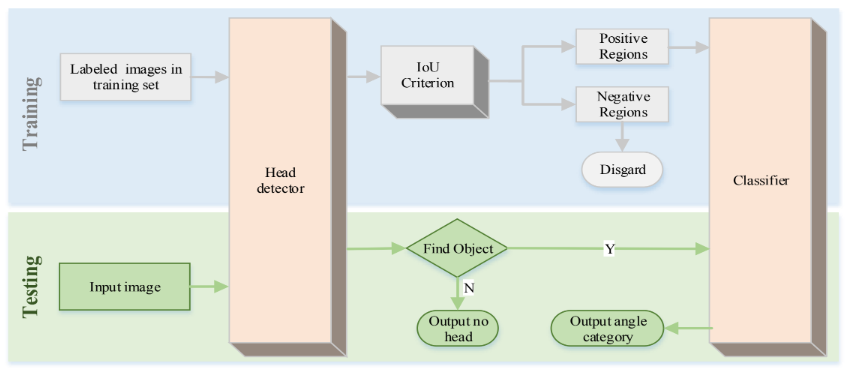 Training
Labeled images in
training set
Head
detector
IoU
Criterion
Positive
Regions
Negative
Regions
Disgard
Classifier
Testing
Input image
Find Object
Y
N
Output no
head
Output angle
category